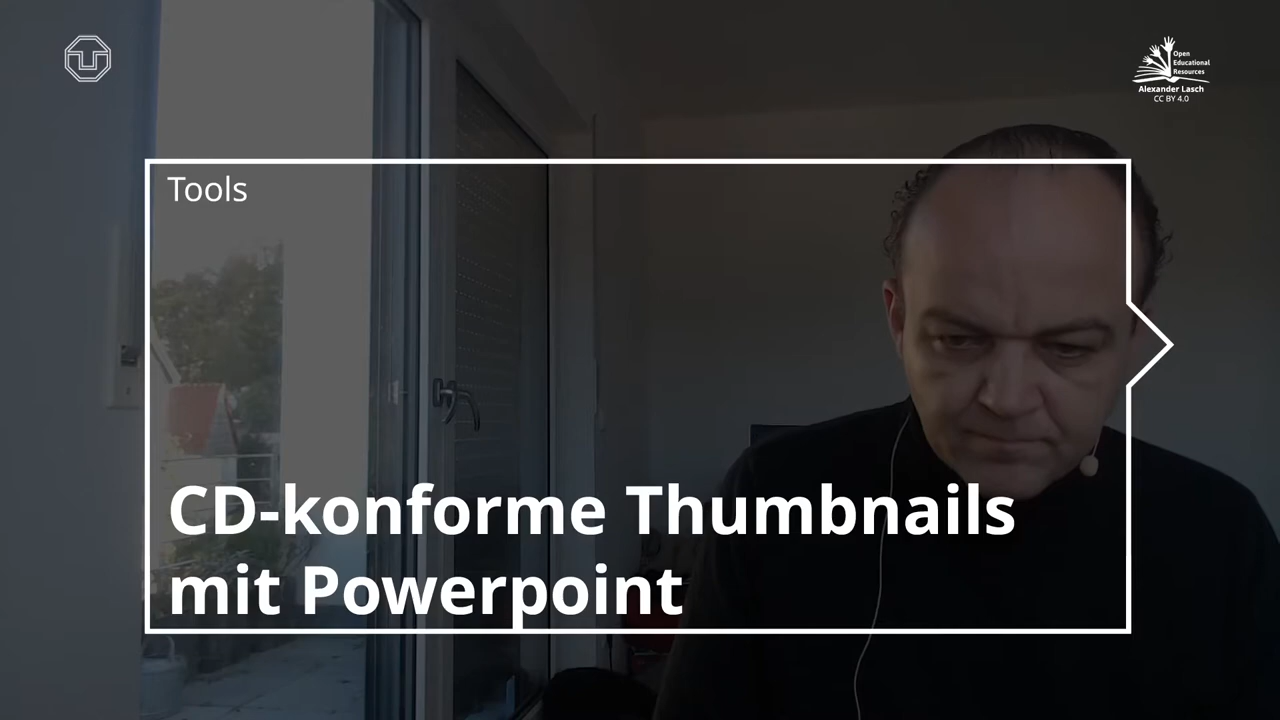 Open
Educational
Resources
Alexander Lasch
CC BY 4.0
Tools
CD-konforme Thumbnails
mit Powerpoint